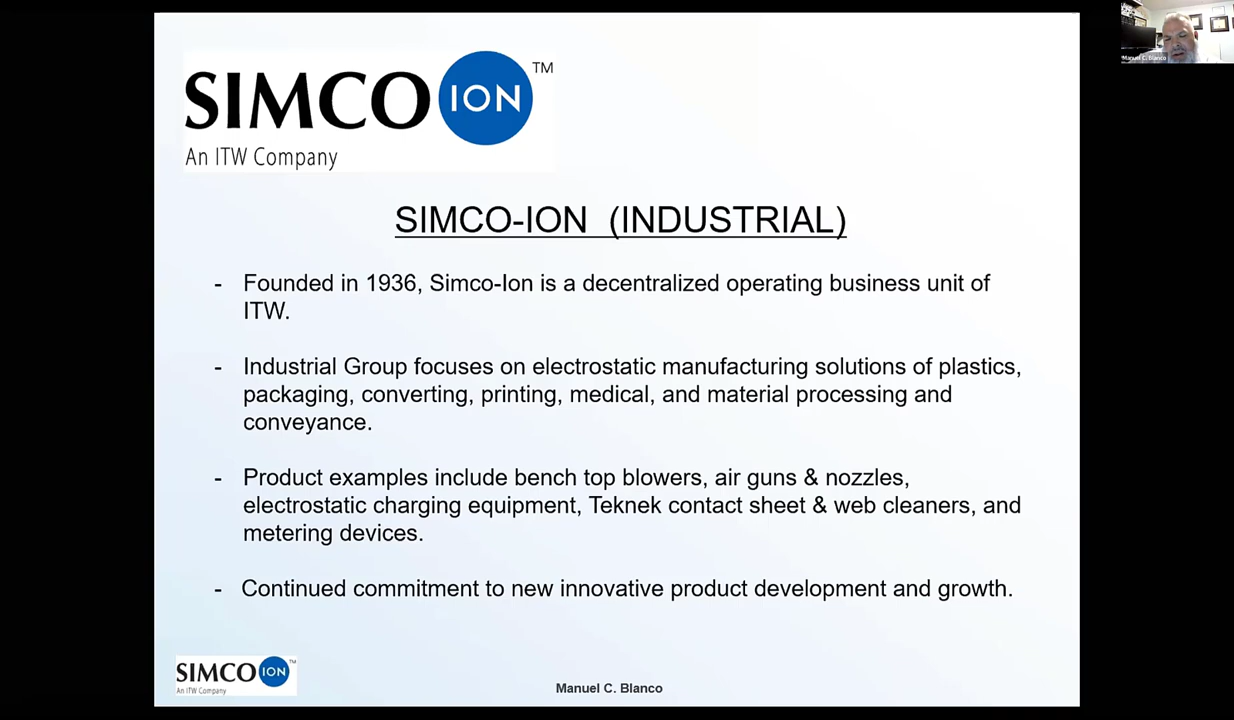 SIMCO ION TM
An ITW Company
Manuel C. Blanco
SIMCO-ION (INDUSTRIAL)
- Founded in 1936, Simco-Ion is a decentralized operating business unit of
ITW.
- Industrial Group focuses on electrostatic manufacturing solutions of plastics,
packaging, converting, printing, medical, and material processing and
conveyance.
- Product examples include bench top blowers, air guns & nozzles,
electrostatic charging equipment, Teknek contact sheet & web cleaners, and
metering devices.
- Continued commitment to new innovative product development and growth.
SIMCO ION TM
An ITW Company
Manuel C. Blanco